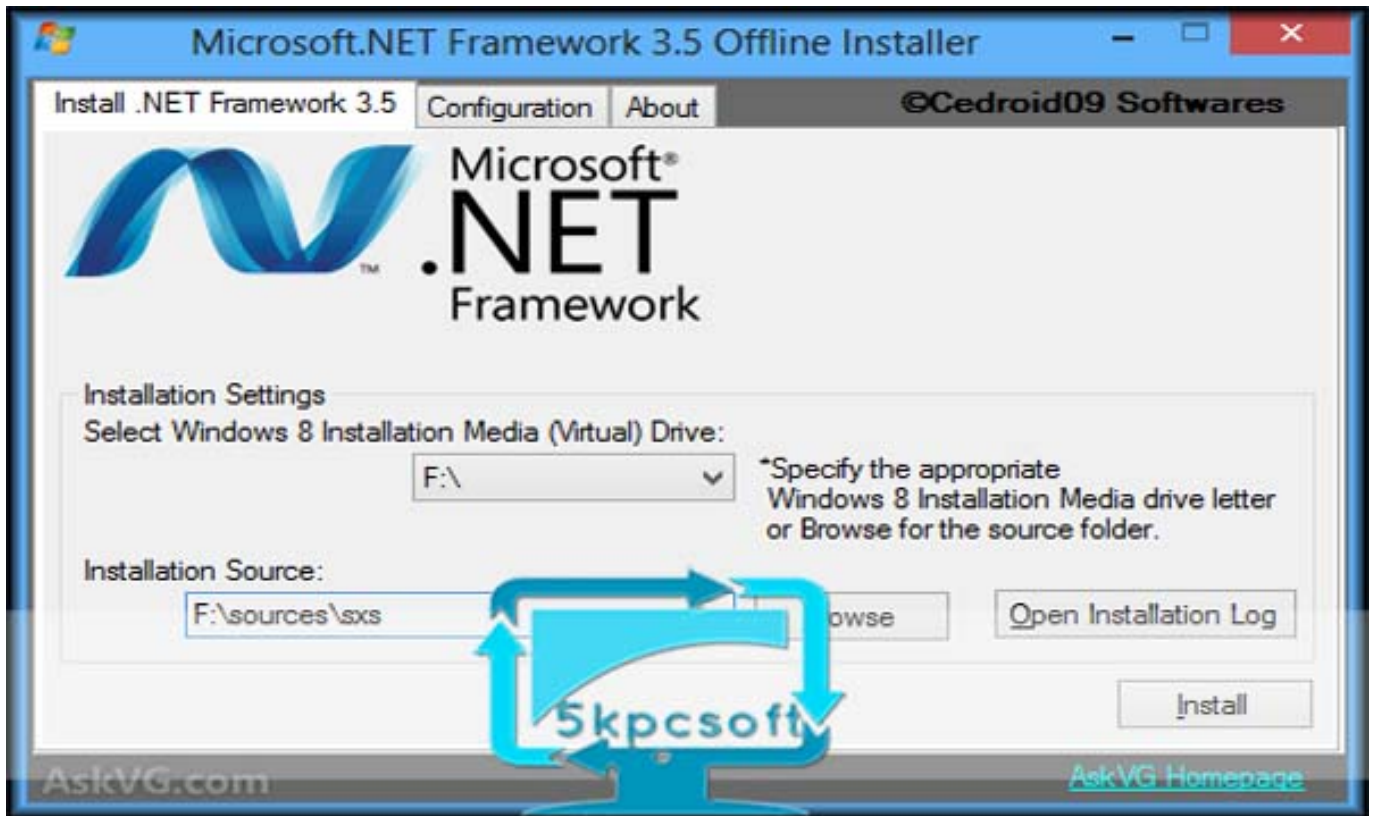 Microsoft.NET Framework 3.5 Offline Installer
Install .NET Framework 3.5 Configuration About ©Cedroid09 Softwares
Microsoft®
.NET
™
Framework
Installation Settings
Select Windows 8 Installation Media (Virtual) Drive:
F:\
*Specify the appropriate
Windows 8 Installation Media drive letter
or Browse for the source folder.
Installation Source:
F:\sources\sxs
owse
Open Installation Log
Install
5kpcsoft
AskVG.com
AskVG Homepage